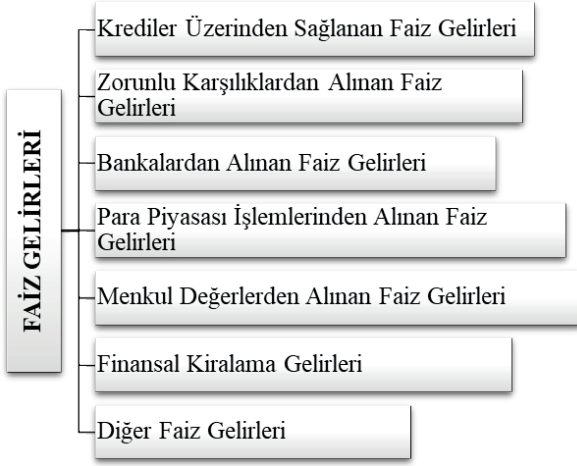 FAİZ GELİRLERİ
Krediler Üzerinden Sağlanan Faiz Gelirleri
Zorunlu Karşılıklardan Alınan Faiz
Gelirleri
Bankalardan Alınan Faiz Gelirleri
Para Piyasası İşlemlerinden Alınan Faiz
Gelirleri
Menkul Değerlerden Alınan Faiz Gelirleri
Finansal Kiralama Gelirleri
Diğer Faiz Gelirleri